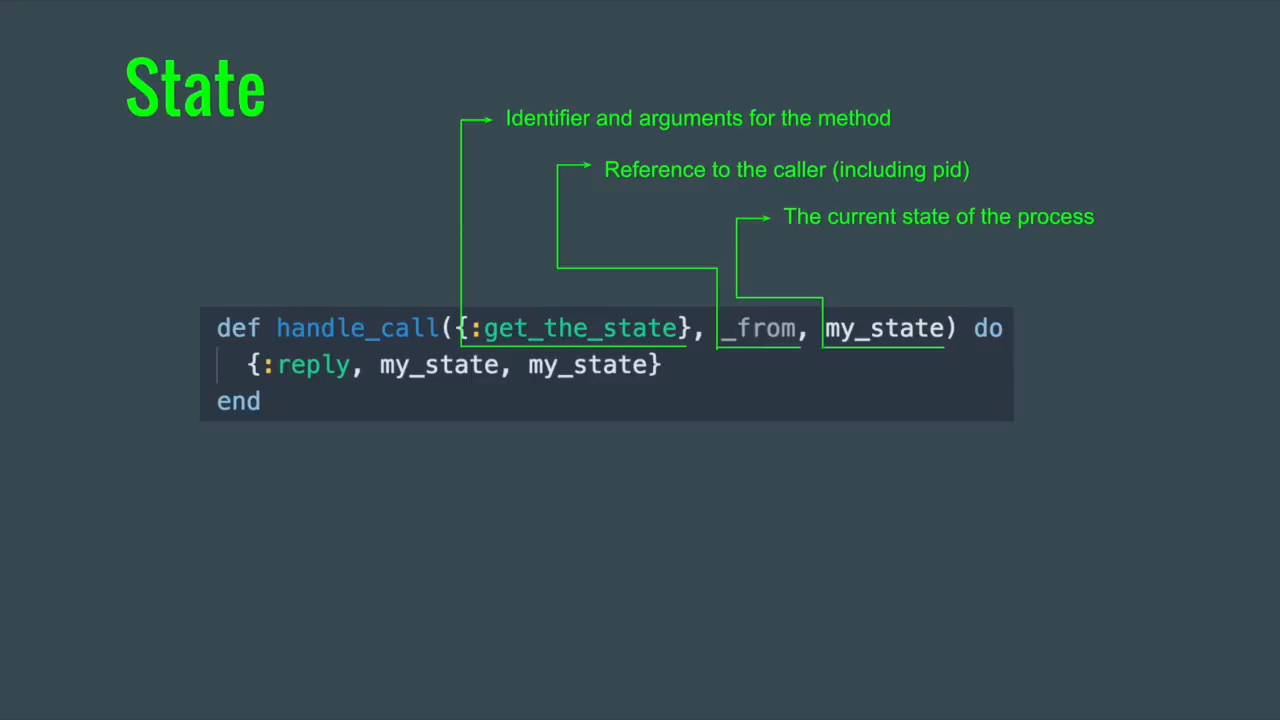 State
Identifier and arguments for the method
Reference to the caller (including pid)
The current state of the process
def handle_call({:get_the_state}, _from, my_state) do
{:reply, my_state, my_state}
end